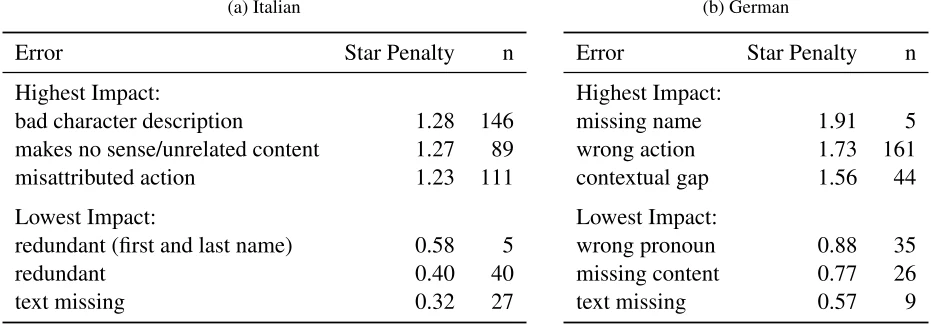 (a) Italian
Error Star Penalty n
Highest Impact:
bad character description 1.28 146
makes no sense/unrelated content 1.27 89
misattributed action 1.23 111
Lowest Impact:
redundant (first and last name) 0.58 5
redundant 0.40 40
text missing 0.32 27
(b) German
Error Star Penalty n
Highest Impact:
missing name 1.91 5
wrong action 1.73 161
contextual gap 1.56 44
Lowest Impact:
wrong pronoun 0.88 35
missing content 0.77 26
text missing 0.57 9